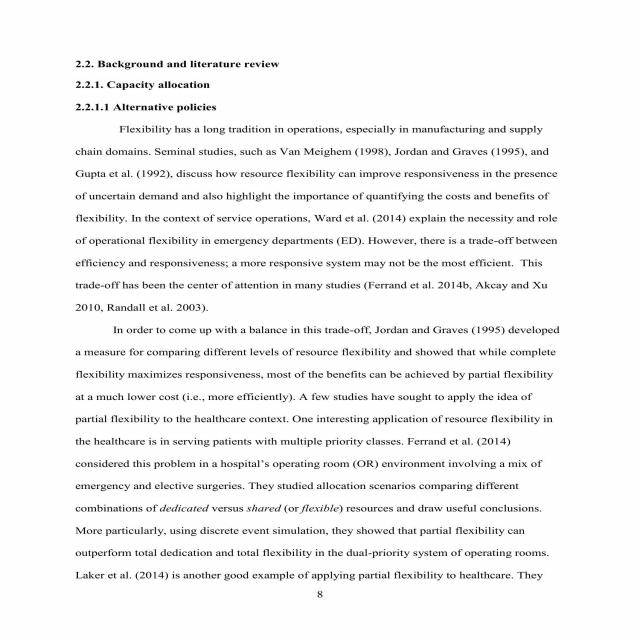 2.2. Background and literature review
2.2.1. Capacity allocation
2.2.1.1 Alternative policies
Flexibility has a long tradition in operations, especially in manufacturing and supply
chain domains. Seminal studies, such as Van Meighem (1998), Jordan and Graves (1995), and
Gupta et al. (1992), discuss how resource flexibility can improve responsiveness in the presence
of uncertain demand and also highlight the importance of quantifying the costs and benefits of
flexibility. In the context of service operations, Ward et al. (2014) explain the necessity and role
of operational flexibility in emergency departments (ED). However, there is a trade-off between
efficiency and responsiveness; a more responsive system may not be the most efficient.  This
trade-off has been the center of attention in many studies (Ferrand et al. 2014b, Akcay and Xu
2010, Randall et al. 2003).
In order to come up with a balance in this trade-off, Jordan and Graves (1995) developed
a measure for comparing different levels of resource flexibility and showed that while complete
flexibility maximizes responsiveness, most of the benefits can be achieved by partial flexibility
at a much lower cost (i.e., more efficiently). A few studies have sought to apply the idea of
partial flexibility to the healthcare context. One interesting application of resource flexibility in
the healthcare is in serving patients with multiple priority classes. Ferrand et al. (2014)
considered this problem in a hospital's operating room (OR) environment involving a mix of
emergency and elective surgeries. They studied allocation scenarios comparing different
combinations of dedicated versus shared (or flexible) resources and draw useful conclusions.
More particularly, using discrete event simulation, they showed that partial flexibility can
outperform total dedication and total flexibility in the dual-priority system of operating rooms.
Laker et al. (2014) is another good example of applying partial flexibility to healthcare. They
8